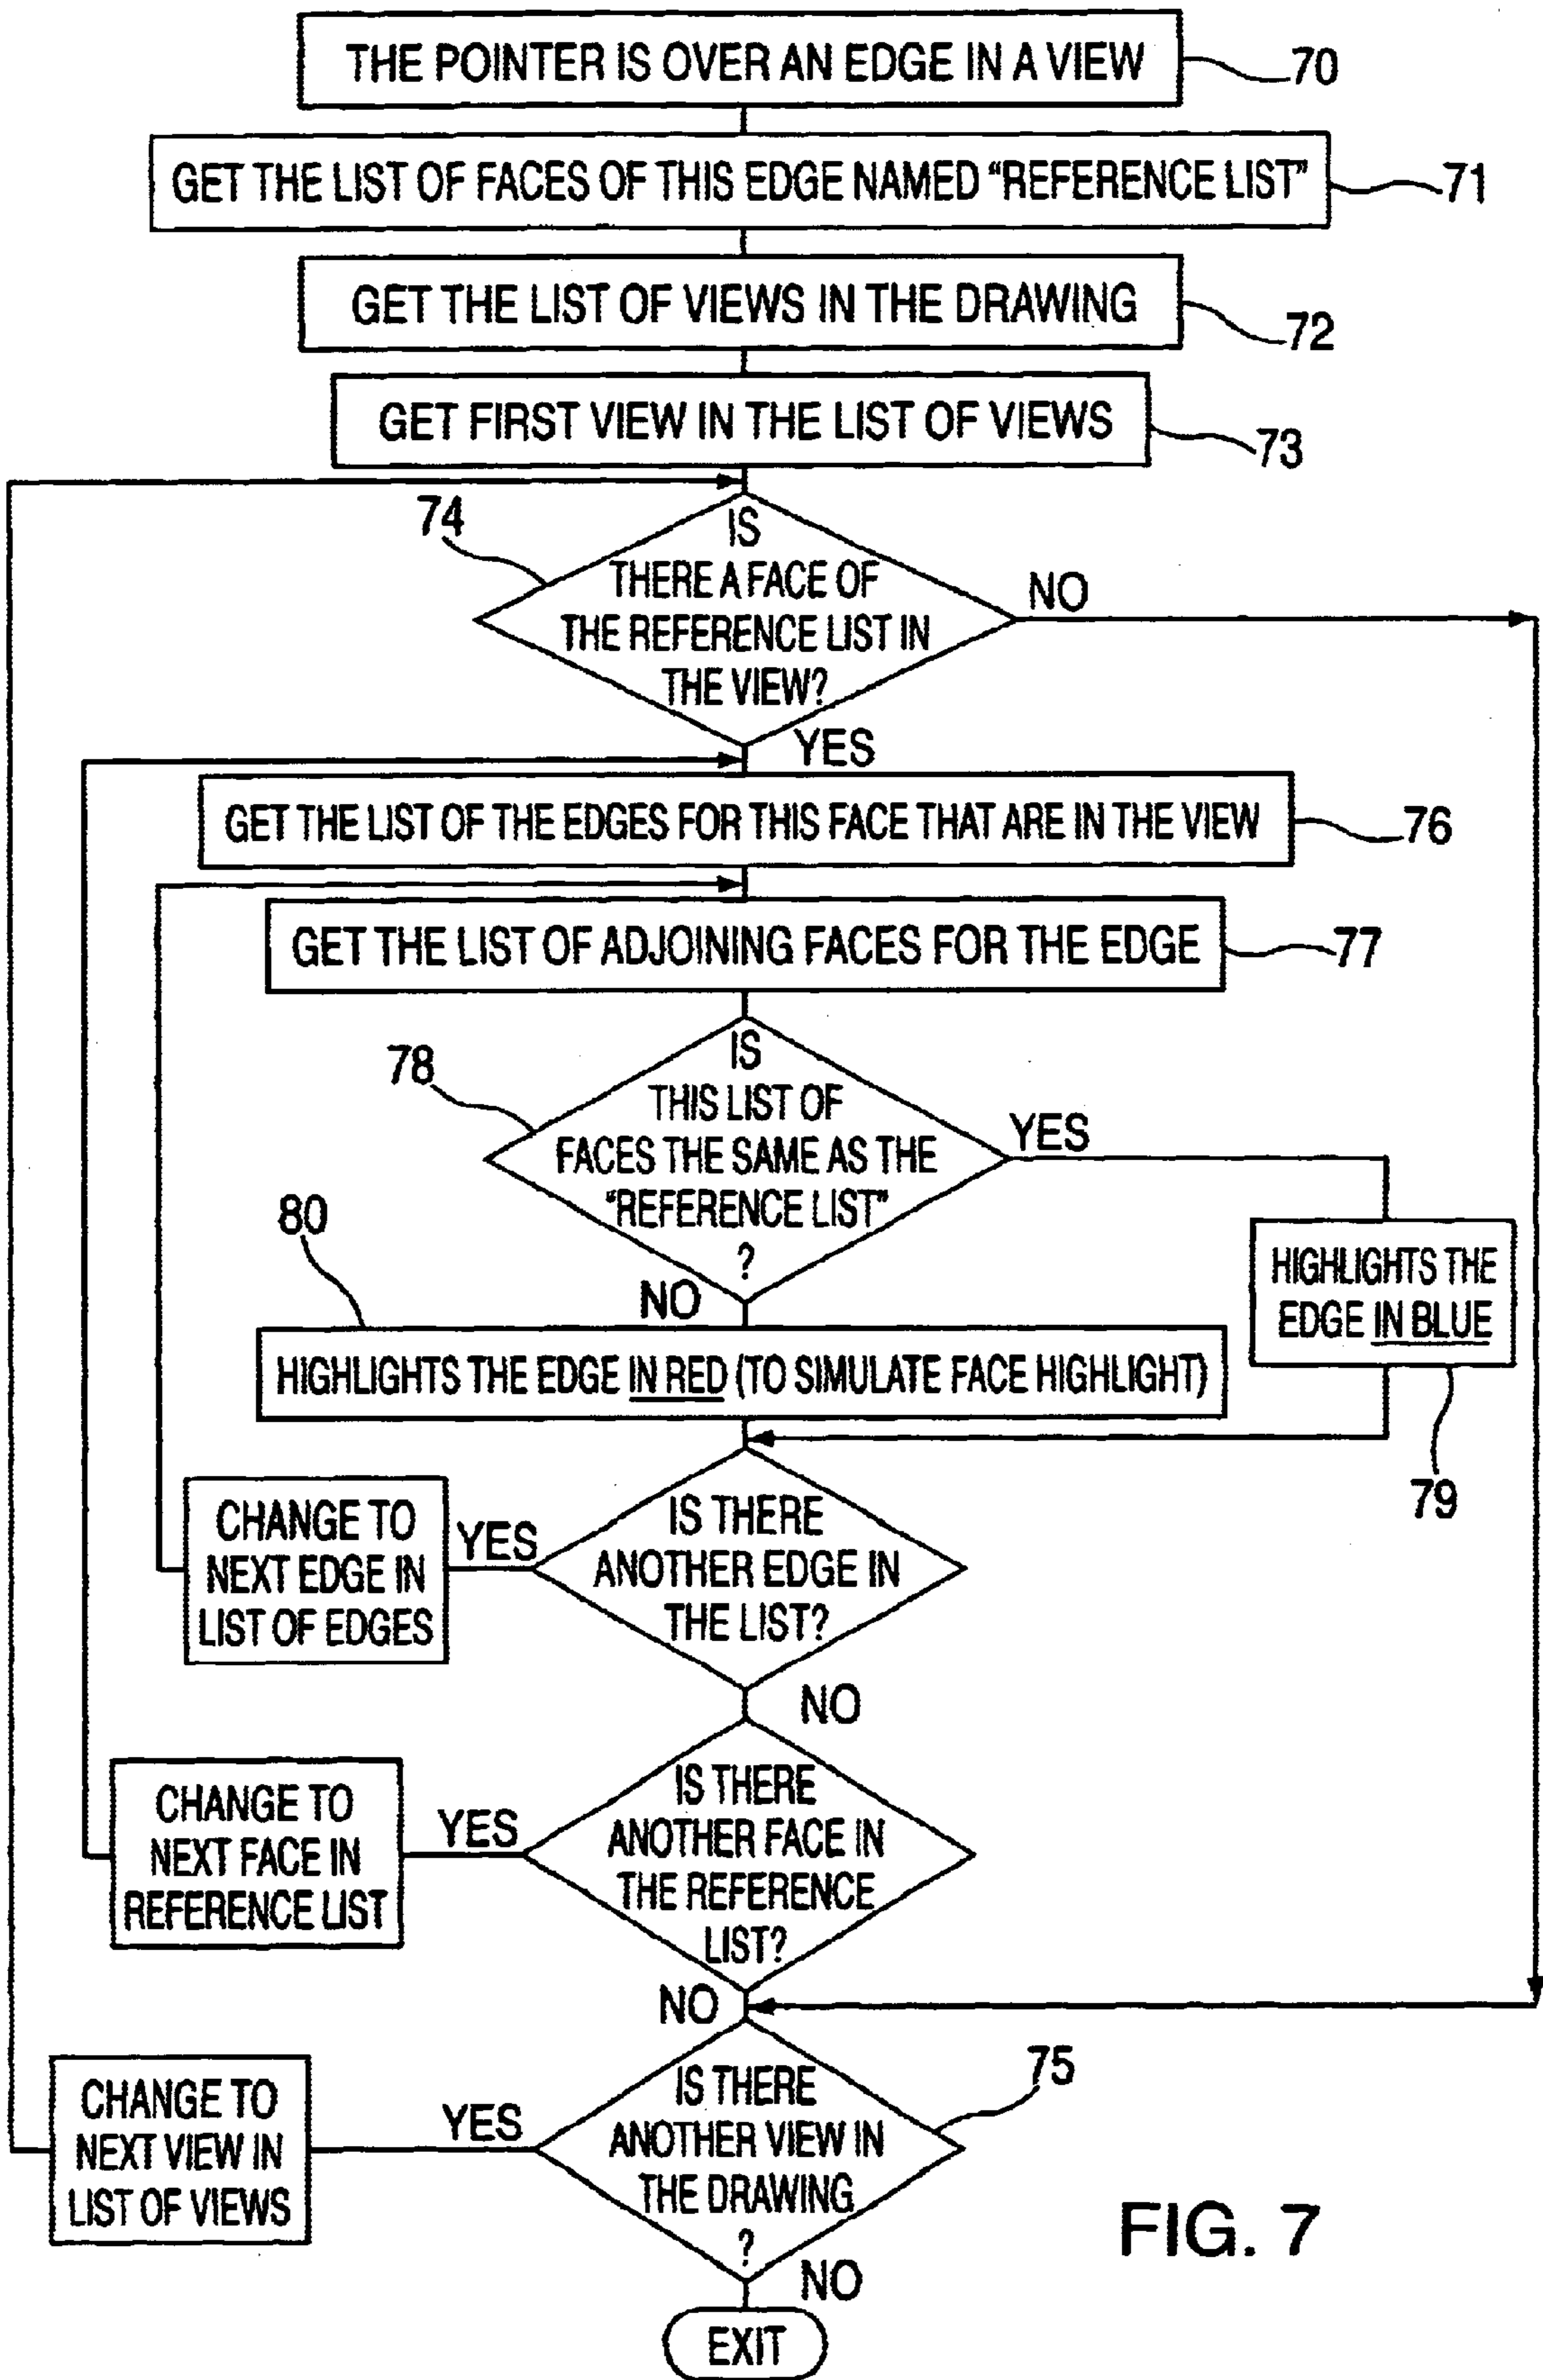 THE POINTER IS OVER AN EDGE IN A VIEW
70
GET THE LIST OF FACES OF THIS EDGE NAMED “REFERENCE LIST”
71
GET THE LIST OF VIEWS IN THE DRAWING
72
GET FIRST VIEW IN THE LIST OF VIEWS
73
74
IS
THERE A FACE OF
THE REFERENCE LIST IN
THE VIEW?
NO
YES
GET THE LIST OF THE EDGES FOR THIS FACE THAT ARE IN THE VIEW
76
GET THE LIST OF ADJOINING FACES FOR THE EDGE
77
78
IS
THIS LIST OF
FACES THE SAME AS THE
“REFERENCE LIST”
?
YES
NO
HIGHLIGHTS THE
EDGE IN BLUE
79
80
HIGHLIGHTS THE EDGE IN RED (TO SIMULATE FACE HIGHLIGHT)
IS THERE
ANOTHER EDGE IN
THE LIST?
YES
CHANGE TO
NEXT EDGE IN
LIST OF EDGES
NO
IS THERE
ANOTHER FACE IN
THE REFERENCE
LIST?
YES
CHANGE TO
NEXT FACE IN
REFERENCE LIST
NO
75
IS THERE
ANOTHER VIEW IN
THE DRAWING
?
YES
CHANGE TO
NEXT VIEW IN
LIST OF VIEWS
NO
EXIT
FIG. 7